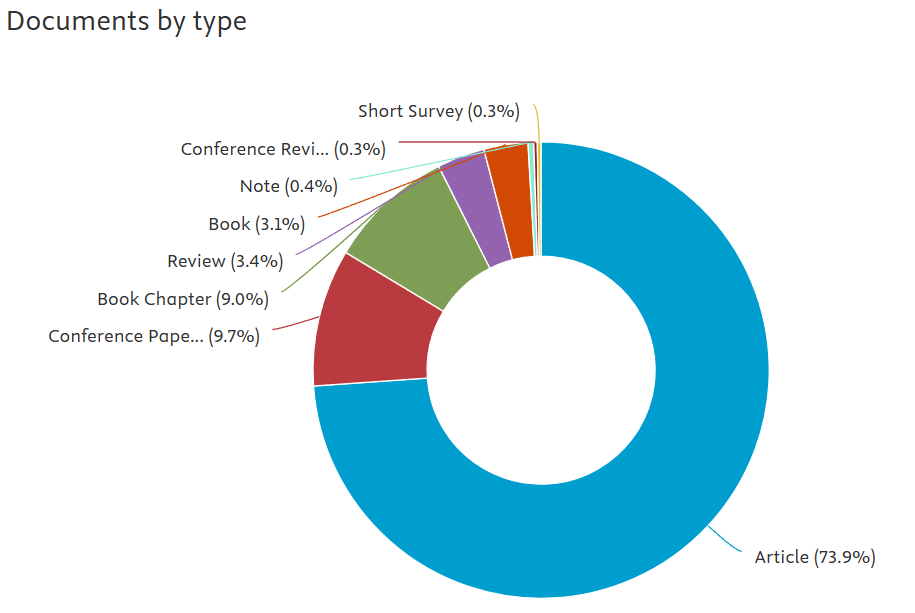 Documents by type
Short Survey (0.3%)
Conference Revi... (0.3%)
Note (0.4%)
Book (3.1%)
Review (3.4%)
Book Chapter (9.0%)
Conference Pape... (9.7%)
Article (73.9%)